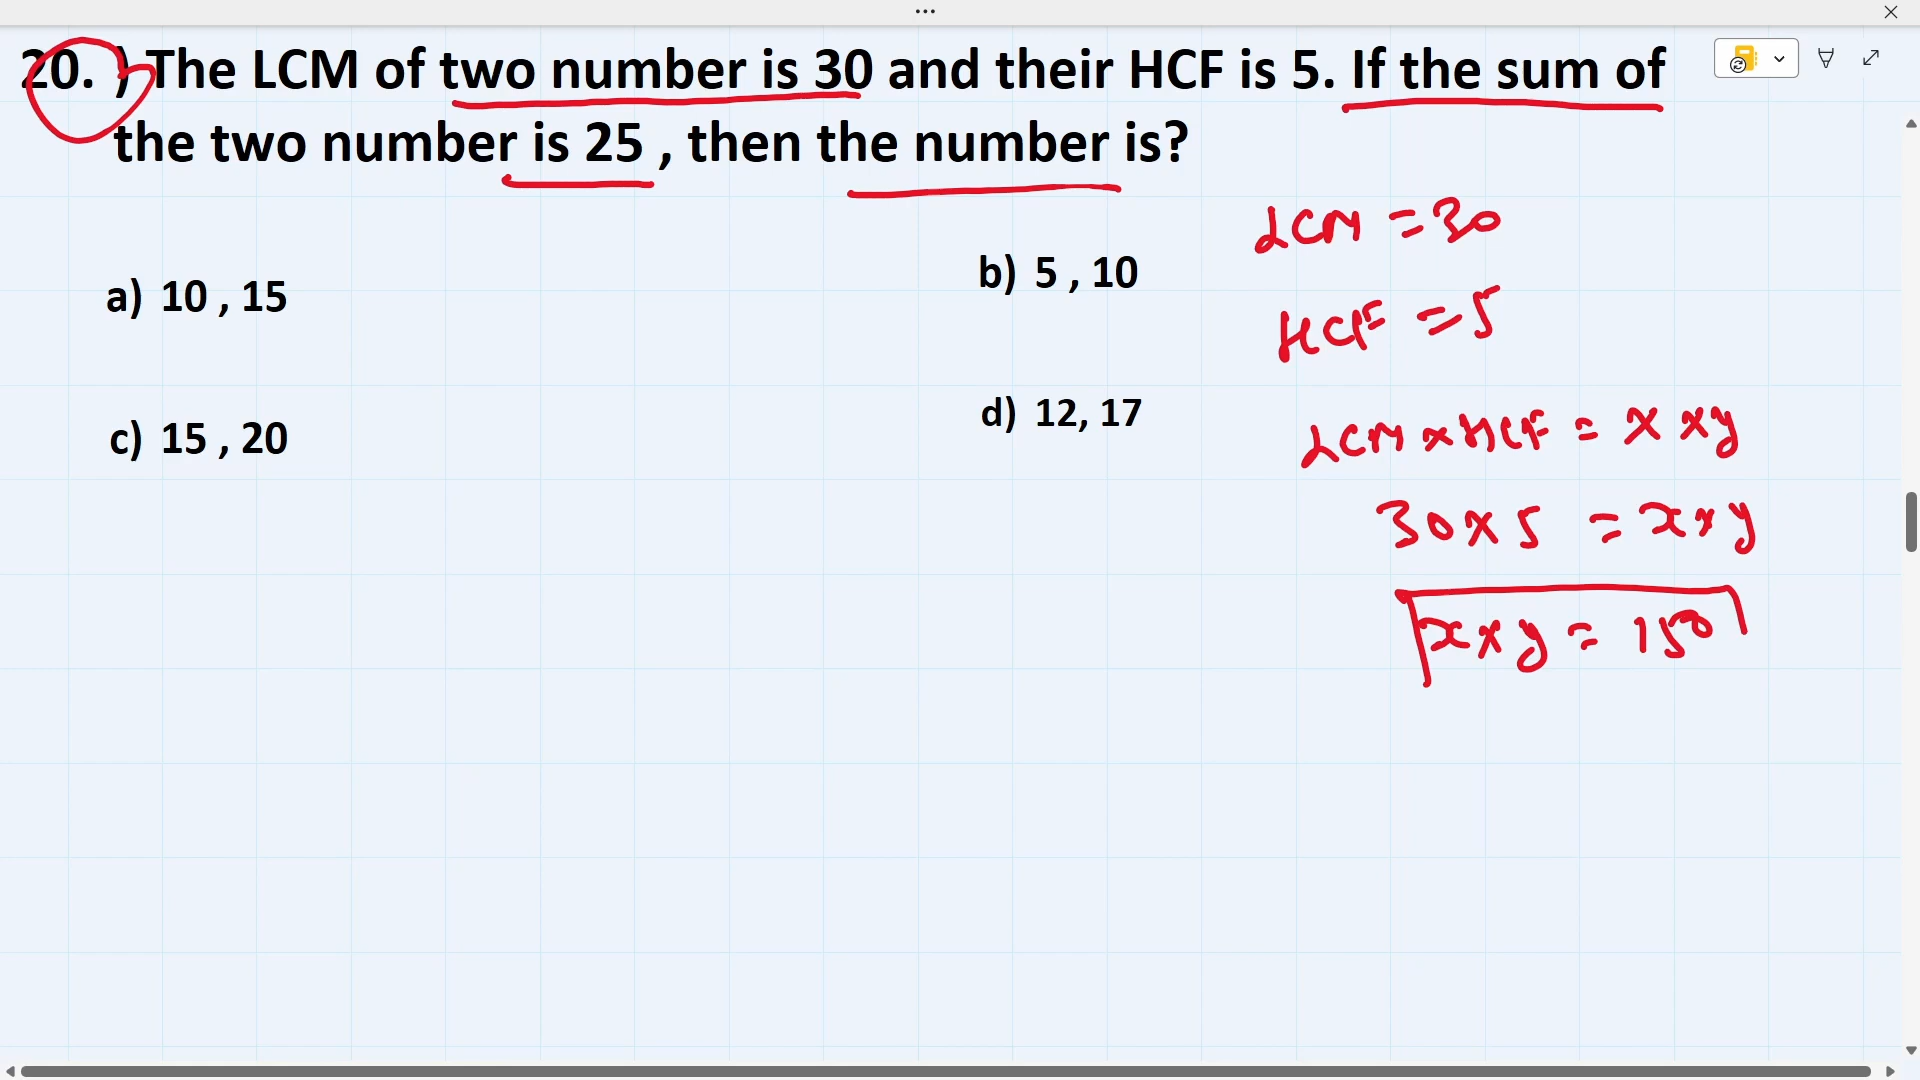 20. ) The LCM of two number is 30 and their HCF is 5. If the sum of
the two number is 25 , then the number is?
a) 10 , 15
b) 5 , 10
c) 15 , 20
d) 12, 17
LCM = 30
HCF = 5
LCM x HCF = x x y
30 x 5 = x x y
x x y = 150